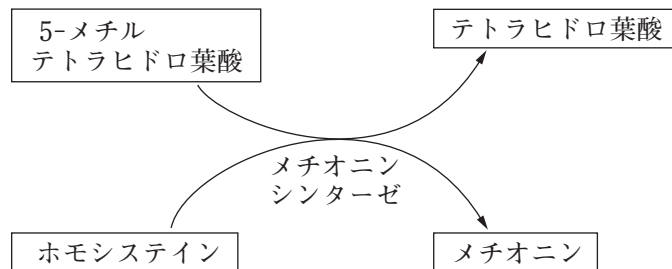 5-メチル
テトラヒドロ葉酸
テトラヒドロ葉酸
メチオニン
シンターゼ
ホモシステイン
メチオニン